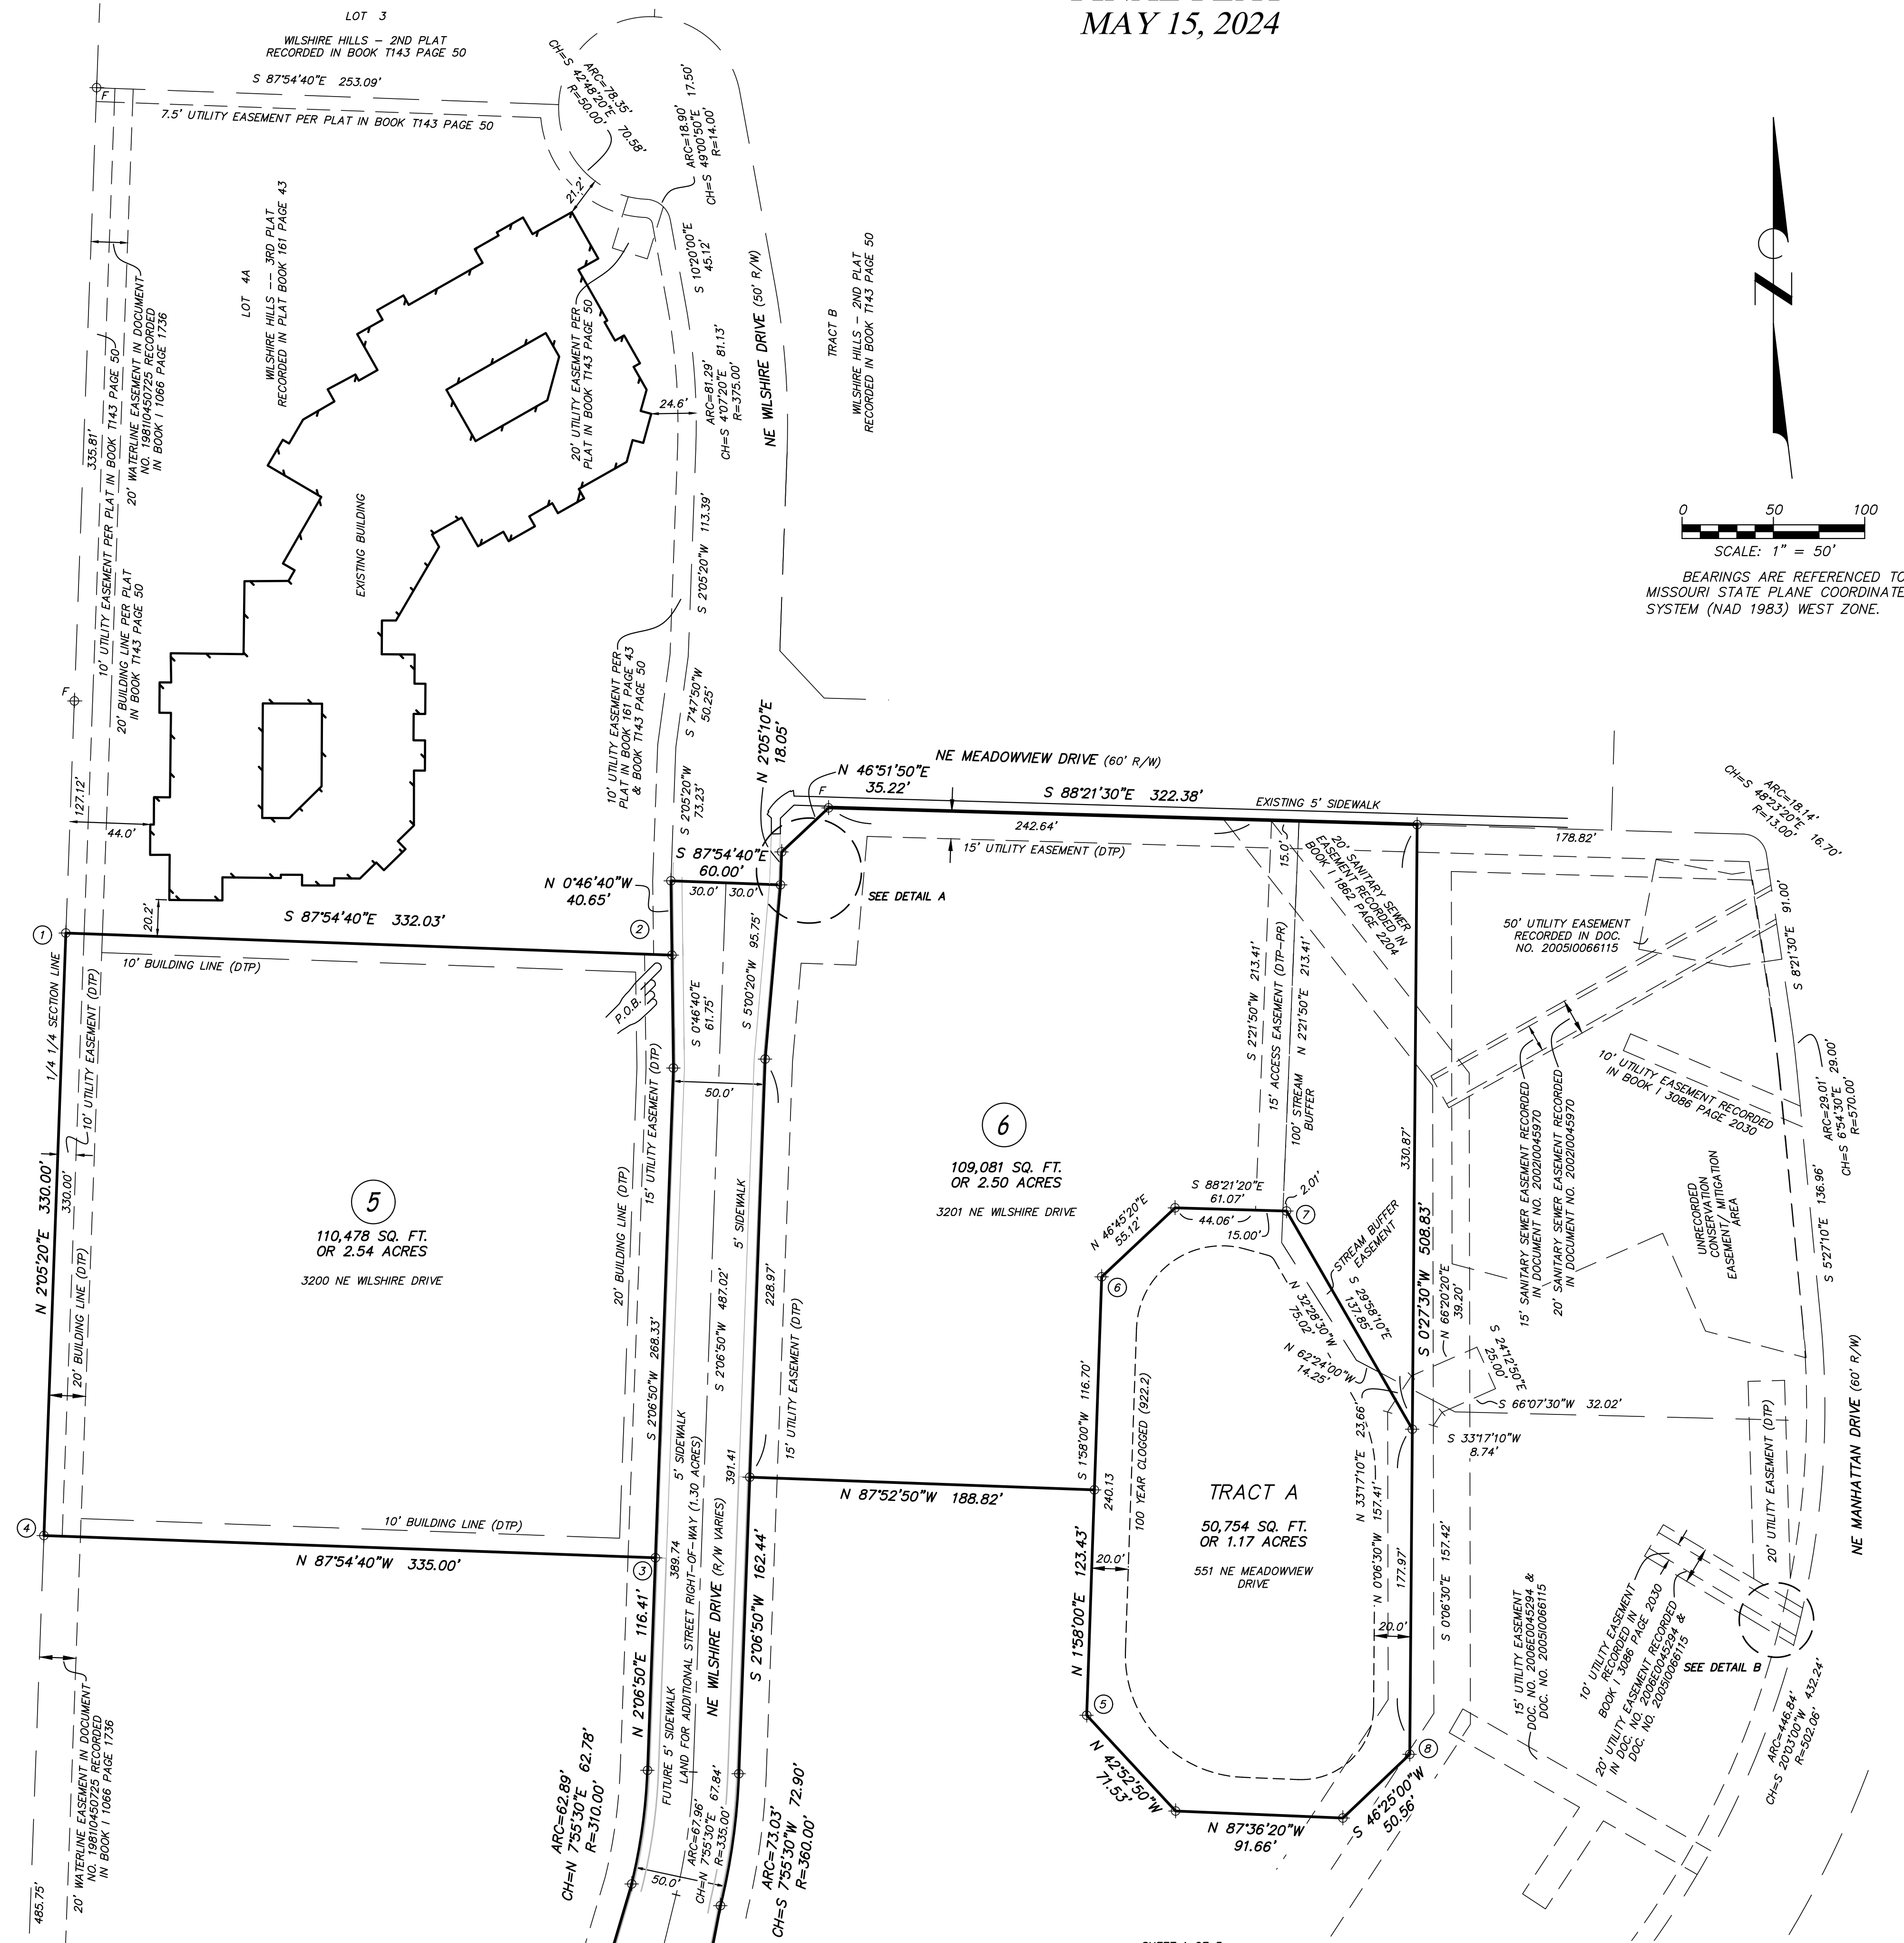 MAY 15, 2024
LOT 3
WILSHIRE HILLS - 2ND PLAT
RECORDED IN BOOK T143 PAGE 50
S 87°54'40"E 253.09'
F
7.5' UTILITY EASEMENT PER PLAT IN BOOK T143 PAGE 50
ARC=78.35'
CH=S 42°48'20"E 70.58'
R=50.00'
ARC=18.90' 17.50'
CH=S 49°00'50"E
R=14.00'
21.2'
S 10°20'00"E
45.12'
NE WILSHIRE DRIVE (50' R/W)
TRACT B
WILSHIRE HILLS - 2ND PLAT
RECORDED IN BOOK T143 PAGE 50
LOT 4A
WILSHIRE HILLS -- 3RD PLAT
RECORDED IN PLAT BOOK 161 PAGE 43
20' WATERLINE EASEMENT IN DOCUMENT
NO. 1981I0450725 RECORDED
IN BOOK I 1066 PAGE 1736
335.81'
10' UTILITY EASEMENT PER PLAT IN BOOK T143 PAGE 50
20' BUILDING LINE PER PLAT
IN BOOK T143 PAGE 50
20' UTILITY EASEMENT PER
PLAT IN BOOK T143 PAGE 50
24.6'
ARC=81.29' 81.13'
CH=S 4°07'20"E
R=375.00'
EXISTING BUILDING
S 2°05'20"W 113.39'
10' UTILITY EASEMENT PER
PLAT IN BOOK 161 PAGE 43
& BOOK T143 PAGE 50
S 7°47'50"W
50.25'
S 2°05'20"W
73.23'
N 2°05'10"E
18.05'
F
127.12'
44.0'
20.2'
N
0 50 100
SCALE: 1" = 50'
BEARINGS ARE REFERENCED TO
MISSOURI STATE PLANE COORDINATE
SYSTEM (NAD 1983) WEST ZONE.
NE MEADOWVIEW DRIVE (60' R/W)
N 46°51'50"E
35.22'
F
S 88°21'30"E 322.38'
EXISTING 5' SIDEWALK
242.64'
178.82'
15' UTILITY EASEMENT (DTP)
ARC=18.14'
CH=S 48°23'20"E 16.70'
R=13.00'
S 87°54'40"E
60.00'
30.0' 30.0'
N 0°46'40"W
40.65'
SEE DETAIL A
S 87°54'40"E 332.03'
1
2
10' BUILDING LINE (DTP)
P.O.B.
1/4 1/4 SECTION LINE
10' UTILITY EASEMENT (DTP)
N 2°05'20"E 330.00'
330.00'
20' BUILDING LINE (DTP)
S 0°46'40"E
61.75'
S 5°00'20"W 95.75'
50.0'
15' UTILITY EASEMENT (DTP)
20' BUILDING LINE (DTP)
S 2°06'50"W 268.33'
S 2°06'50"W 487.02'
5' SIDEWALK
228.97'
15' UTILITY EASEMENT (DTP)
5
110,478 SQ. FT.
OR 2.54 ACRES
3200 NE WILSHIRE DRIVE
6
109,081 SQ. FT.
OR 2.50 ACRES
3201 NE WILSHIRE DRIVE
20' SANITARY SEWER
EASEMENT RECORDED IN
BOOK I 1862 PAGE 2204
15.0'
S 2°21'50"W 213.41'
15' ACCESS EASEMENT (DTP-PR)
N 2°21'50"E 213.41'
100' STREAM
BUFFER
50' UTILITY EASEMENT
RECORDED IN DOC.
NO. 2005I0066115
S 8°21'30"E 91.00'
10' UTILITY EASEMENT RECORDED
IN BOOK I 3086 PAGE 2030
ARC=29.01' 29.00'
CH=S 6°54'30"E
R=570.00'
15' SANITARY SEWER EASEMENT RECORDED
IN DOCUMENT NO. 2002I0045970
20' SANITARY SEWER EASEMENT RECORDED
IN DOCUMENT NO. 2002I0045970
UNRECORDED
CONSERVATION
EASEMENT/MITIGATION
AREA
S 5°27'10"E 136.96'
330.87'
S 0°27'30"W 508.83'
S 88°21'20"E
61.07'
2.01'
44.06'
15.00'
7
N 46°45'20"E
55.12'
6
STREAM BUFFER
EASEMENT
S 29°58'10"E
137.85'
N 32°28'30"W
75.02'
N 62°24'00"W
14.25'
N 66°20'20"E
39.20'
S 24°12'50"E
25.00'
S 66°07'30"W 32.02'
S 33°17'10"W
8.74'
N 33°17'10"E 23.66'
N 0°06'30"W 157.41'
177.97'
S 0°06'30"E 157.42'
S 1°58'00"W 116.70'
240.13
100 YEAR CLOGGED (922.2)
TRACT A
50,754 SQ. FT.
OR 1.17 ACRES
551 NE MEADOWVIEW
DRIVE
20.0'
20.0'
N 87°52'50"W 188.82'
N 1°58'00"E 123.43'
5
N 42°52'50"W
71.53'
N 87°36'20"W
91.66'
S 46°25'00"W
50.56'
8
4
10' BUILDING LINE (DTP)
N 87°54'40"W 335.00'
3
N 2°06'50"E 116.41'
389.74
5' SIDEWALK
FUTURE 5' SIDEWALK
LAND FOR ADDITIONAL STREET RIGHT-OF-WAY (1.30 ACRES)
NE WILSHIRE DRIVE (R/W VARIES)
391.41
S 2°06'50"W 162.44'
ARC=62.89'
CH=N 7°55'30"E 62.78'
R=310.00'
ARC=67.96'
CH=N 7°55'30"E 67.84'
R=335.00'
50.0'
ARC=73.03'
CH=S 7°55'30"W 72.90'
R=360.00'
20' WATERLINE EASEMENT IN DOCUMENT
NO. 1981I0450725 RECORDED
IN BOOK I 1066 PAGE 1736
485.75'
15' UTILITY EASEMENT
DOC. NO. 2006E0045294 &
DOC. NO. 2005I0066115
10' UTILITY EASEMENT
RECORDED IN
BOOK I 3086 PAGE 2030
20' UTILITY EASEMENT RECORDED
IN DOC. NO. 2006E0045294 &
DOC. NO. 2005I0066115
20' UTILITY EASEMENT (DTP)
SEE DETAIL B
NE MANHATTAN DRIVE (60' R/W)
ARC=446.84'
CH=S 20°03'00"W 432.24'
R=502.06'